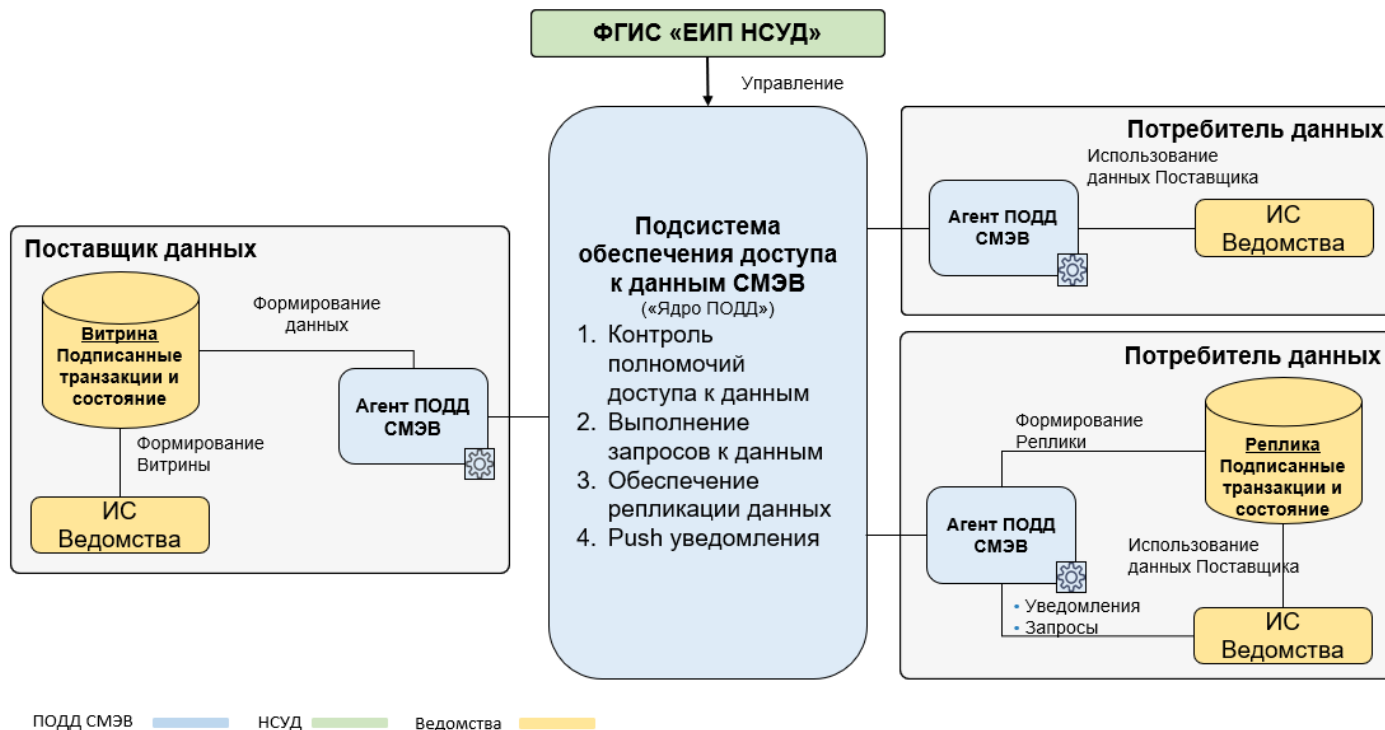 ФГИС «ЕИП НСУД»
Управление
Поставщик данных
Витрина
Подписанные
транзакции и
состояние
Формирование
данных
Агент ПОДД
СМЭВ
Формирование
Витрины
ИС
Ведомства
Подсистема
обеспечения доступа
к данным СМЭВ
(«Ядро ПОДД»)
1. Контроль
полномочий
доступа к данным
2. Выполнение
запросов к данным
3. Обеспечение
репликации данных
4. Push уведомления
Потребитель данных
Использование
данных Поставщика
Агент ПОДД
СМЭВ
ИС
Ведомства
Потребитель данных
Формирование
Реплики
Реплика
Подписанные
транзакции и
состояние
Агент ПОДД
СМЭВ
Использование
данных Поставщика
• Уведомления
• Запросы
ИС
Ведомства
ПОДД СМЭВ
НСУД
Ведомства